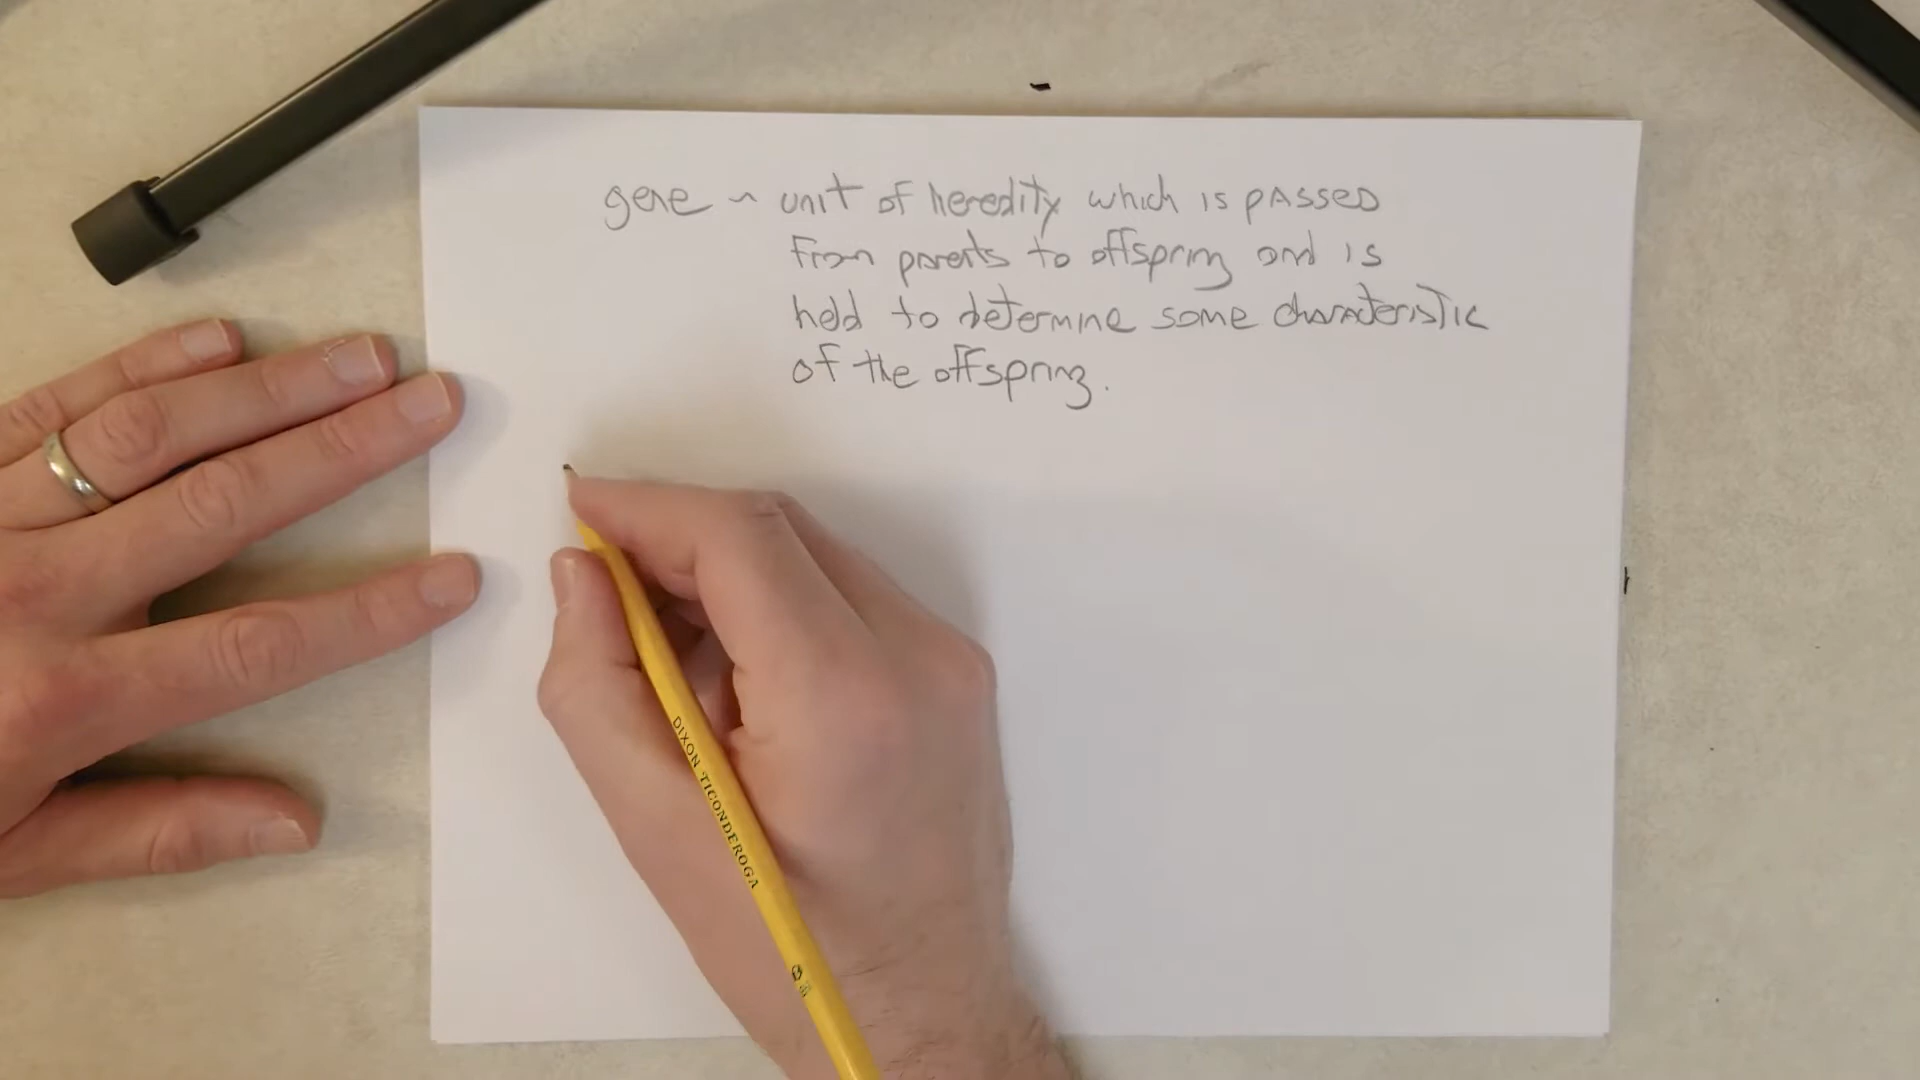 gene ~ unit of heredity which is passed
from parents to offspring and is
held to determine some characteristic
of the offspring.
DIXON TICONDEROGA